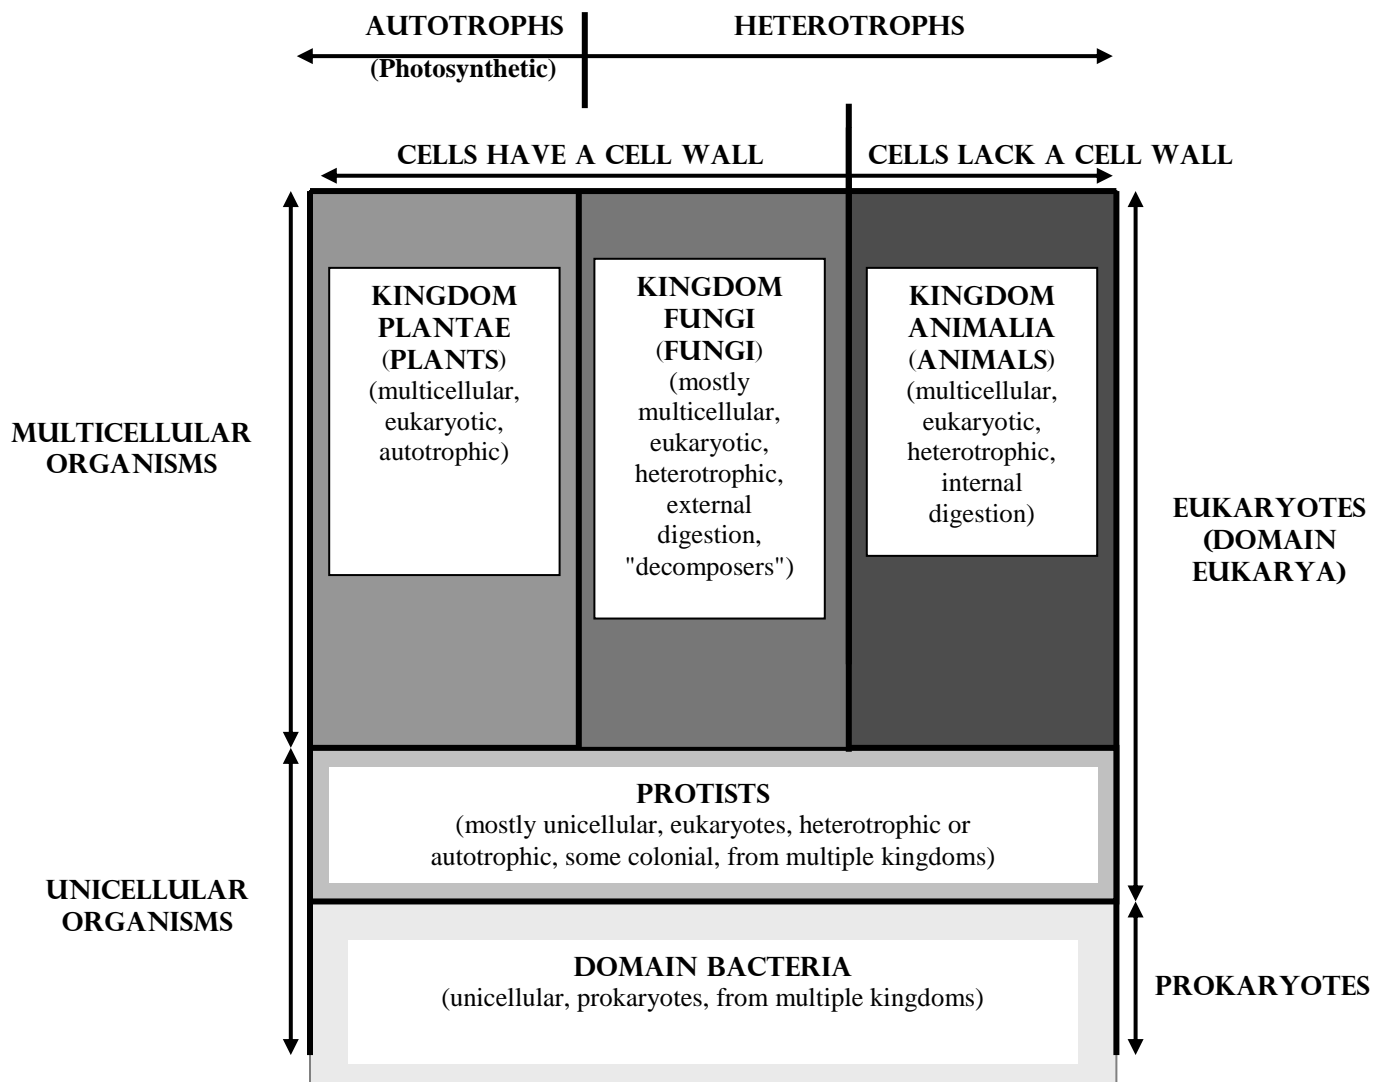 AUTOTROPHS
HETEROTROPHS
(Photosynthetic)
CELLS HAVE A CELL WALL
CELLS LACK A CELL WALL
KINGDOM
PLANTAE
(PLANTS)
(multicellular,
eukaryotic,
autotrophic)
KINGDOM
FUNGI
(FUNGI)
(mostly
multicellular,
eukaryotic,
heterotrophic,
external
digestion,
"decomposers")
KINGDOM
ANIMALIA
(ANIMALS)
(multicellular,
eukaryotic,
heterotrophic,
internal
digestion)
MULTICELLULAR
ORGANISMS
EUKARYOTES
(DOMAIN
EUKARYA)
PROTISTS
(mostly unicellular, eukaryotes, heterotrophic or
autotrophic, some colonial, from multiple kingdoms)
UNICELLULAR
ORGANISMS
DOMAIN BACTERIA
(unicellular, prokaryotes, from multiple kingdoms)
PROKARYOTES